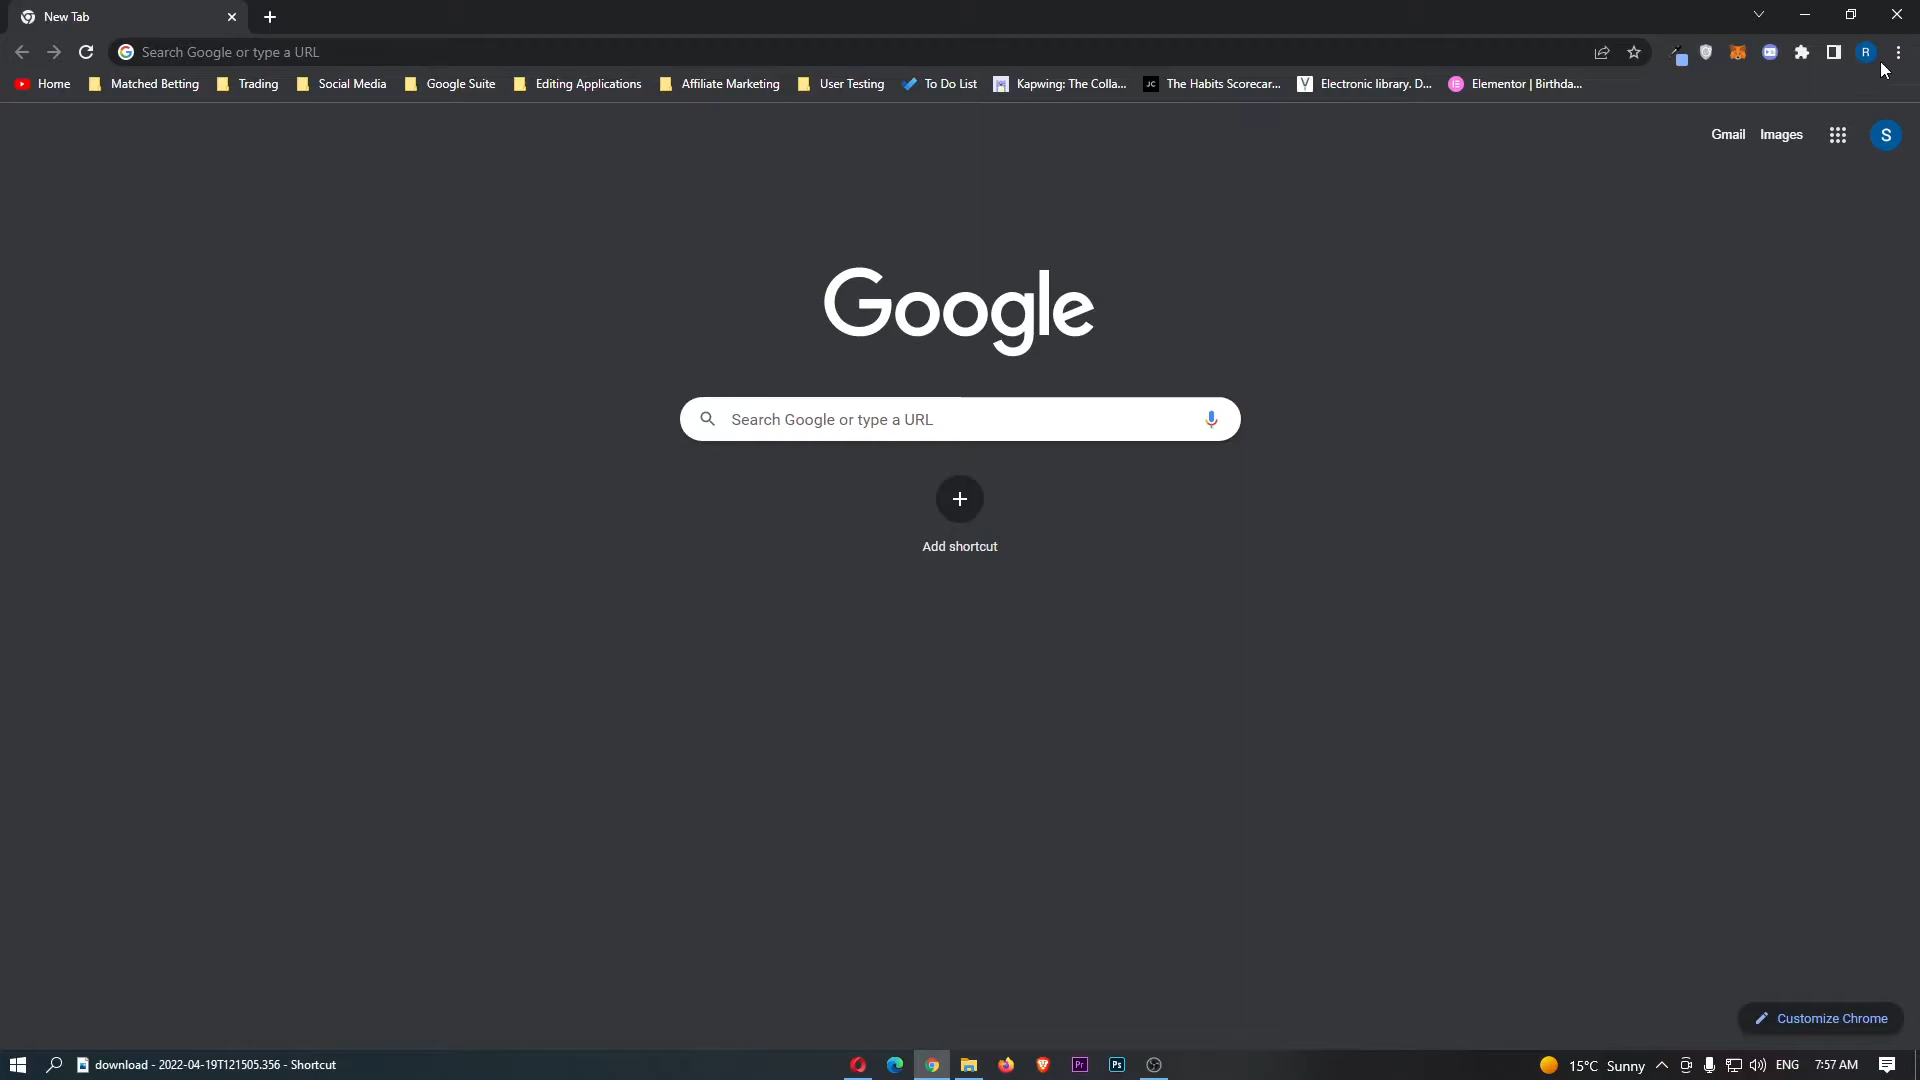 New Tab
Search Google or type a URL
R
Home
Matched Betting
Trading
Social Media
Google Suite
Editing Applications
Affiliate Marketing
User Testing
To Do List
Kapwing: The Colla...
JC
The Habits Scorecar...
Electronic library. D...
Elementor | Birthda...
Gmail
Images
S
Google
Search Google or type a URL
Add shortcut
Customize Chrome
download - 2022-04-19T121505.356 - Shortcut
Pr
Ps
15°C Sunny
ENG
7:57 AM